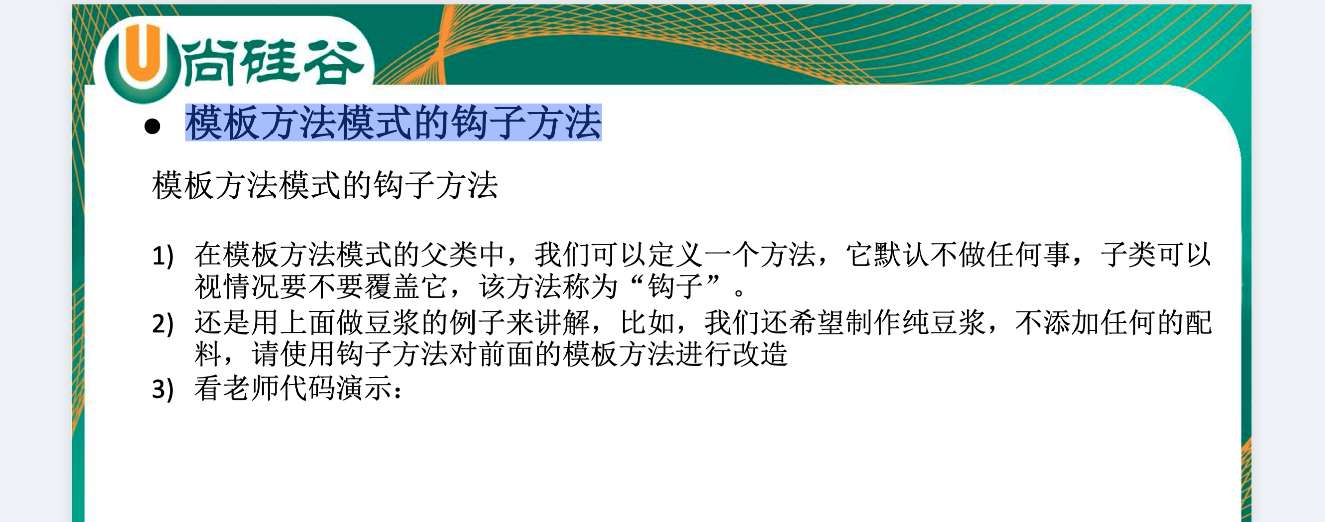 尚硅谷
● 模板方法模式的钩子方法
模板方法模式的钩子方法
1) 在模板方法模式的父类中，我们可以定义一个方法，它默认不做任何事，子类可以
视情况要不要覆盖它，该方法称为“钩子”。
2) 还是用上面做豆浆的例子来讲解，比如，我们还希望制作纯豆浆，不添加任何的配
料，请使用钩子方法对前面的模板方法进行改造
3) 看老师代码演示：